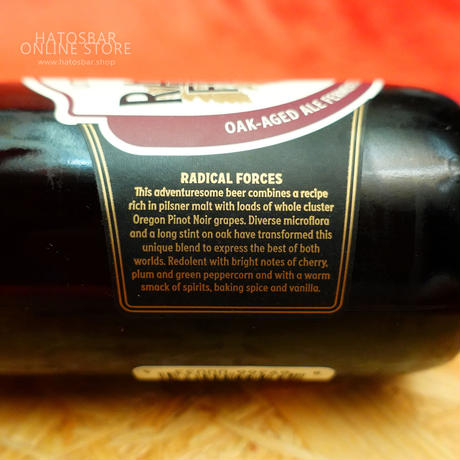 HATOSBAR
ONLINE STORE
www.hatosbar.shop
OAK-AGED ALE
RADICAL FORCES
This adventuresome beer combines a recipe
rich in pilsner malt with loads of whole cluster
Oregon Pinot Noir grapes. Diverse microflora
and a long stint on oak have transformed this
unique blend to express the best of both
worlds. Redolent with bright notes of cherry,
plum and green peppercorn and with a warm
smack of spirits, baking spice and vanilla.